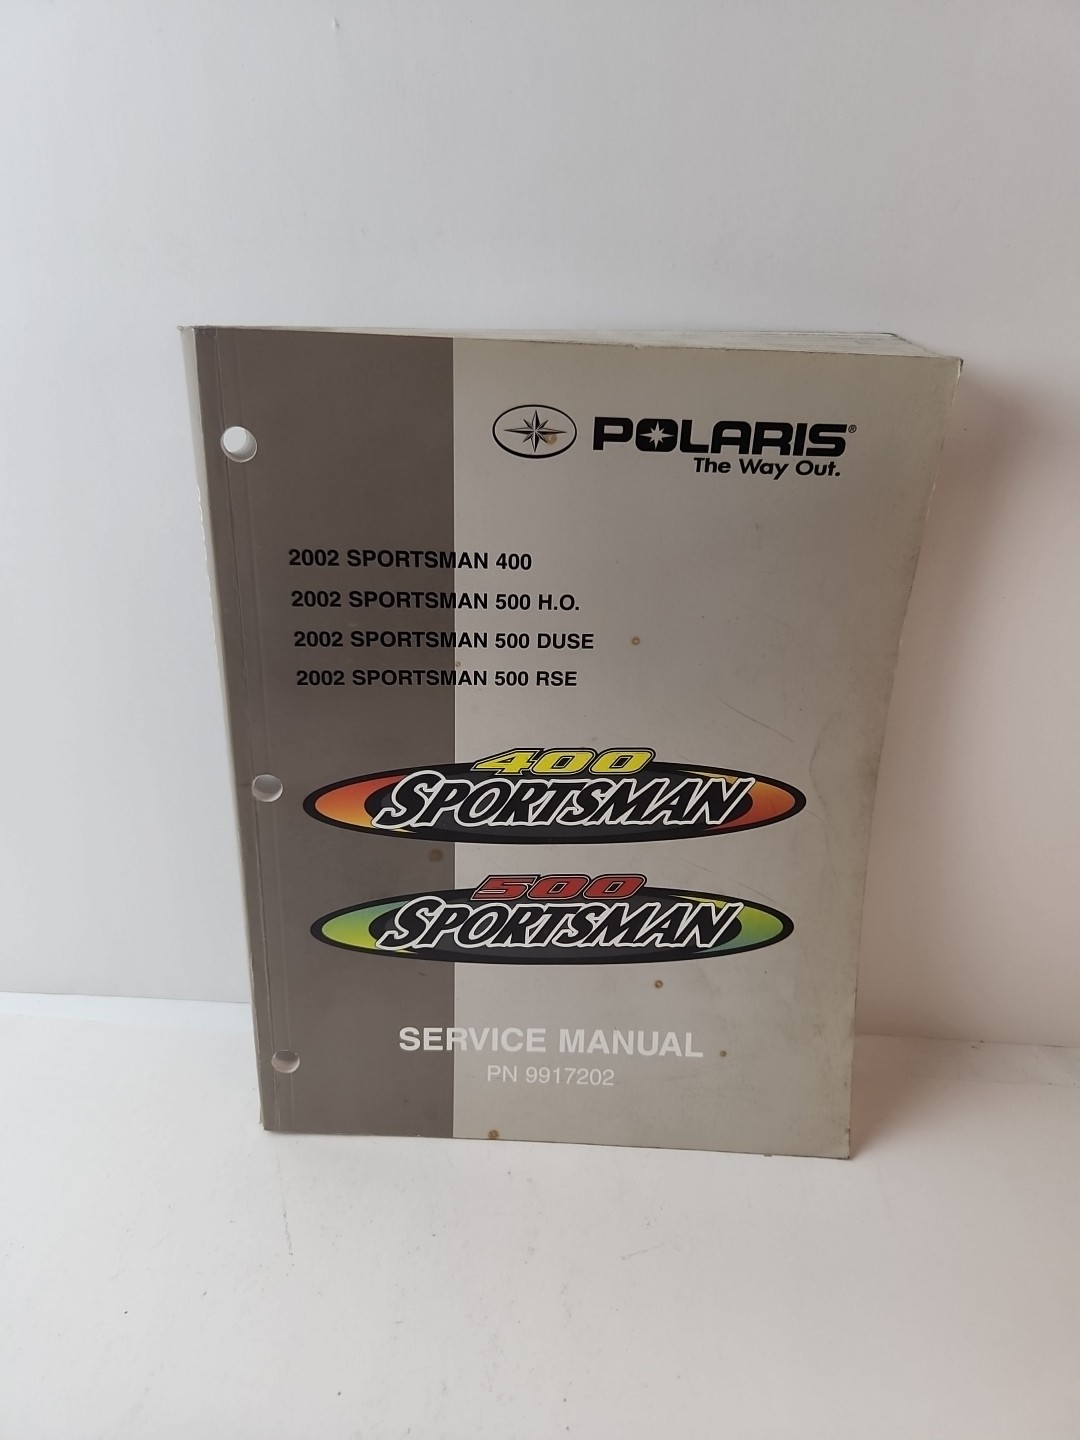 POLARIS®
The Way Out.
2002 SPORTSMAN 400
2002 SPORTSMAN 500 H.O.
2002 SPORTSMAN 500 DUSE
2002 SPORTSMAN 500 RSE
400
SPORTSMAN
500
SPORTSMAN
SERVICE MANUAL
PN 9917202